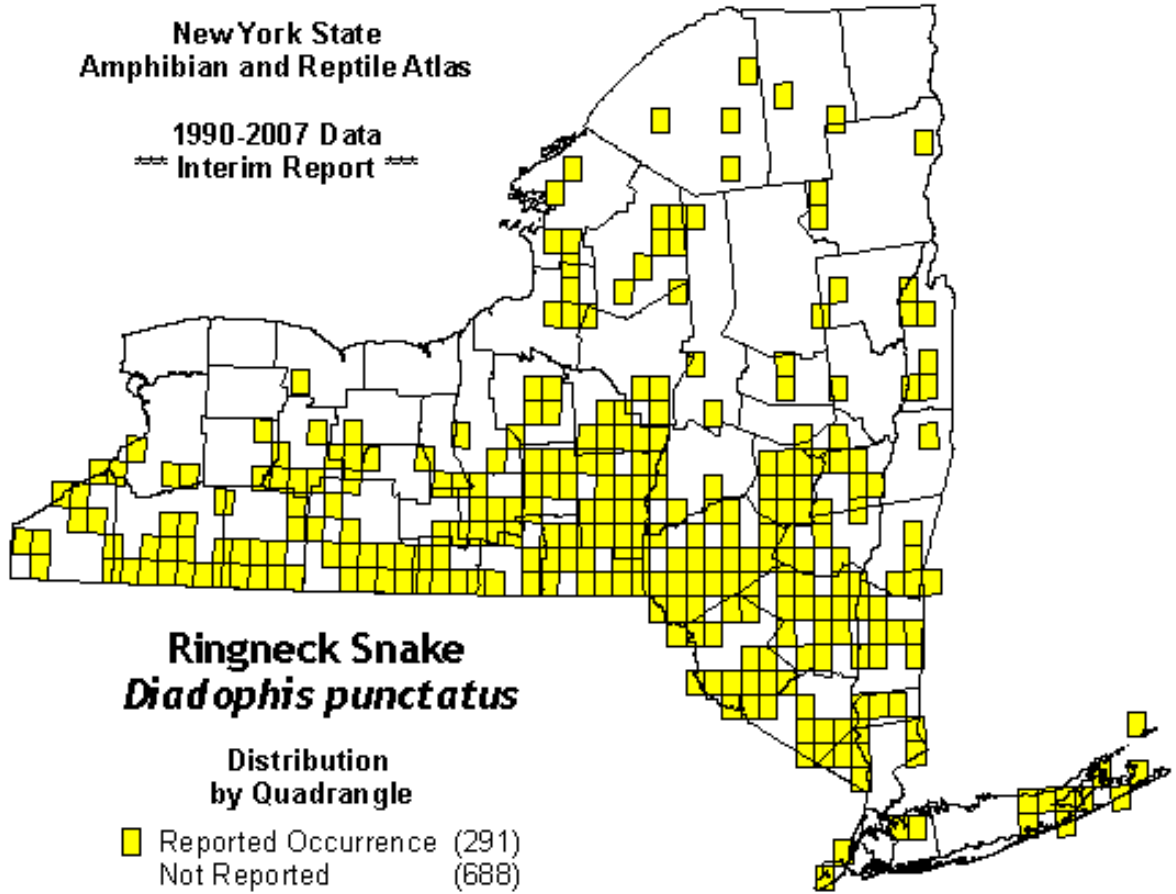 New York State
Amphibian and Reptile Atlas
1990-2007 Data
*** Interim Report ***
Ringneck Snake
Diadophis punctatus
Distribution
by Quadrangle
Reported Occurrence (291)
Not Reported (688)